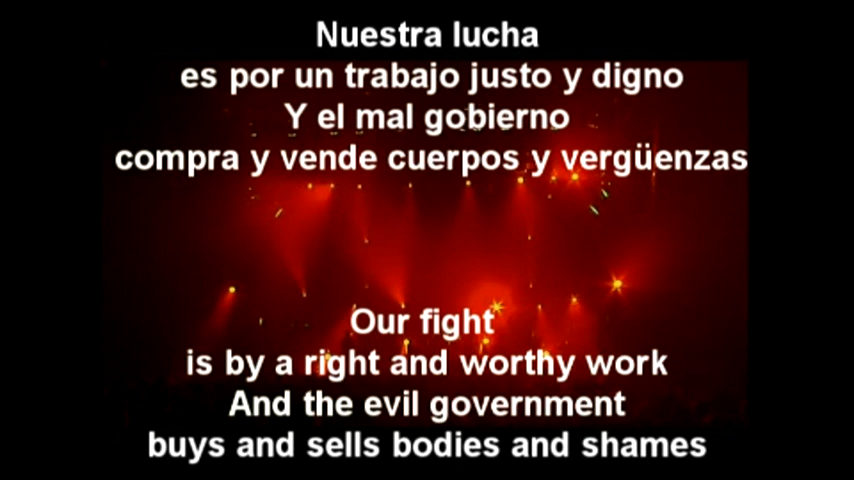 Nuestra lucha
es por un trabajo justo y digno
Y el mal gobierno
compra y vende cuerpos y vergüenzas
Our fight
is by a right and worthy work
And the evil government
buys and sells bodies and shames